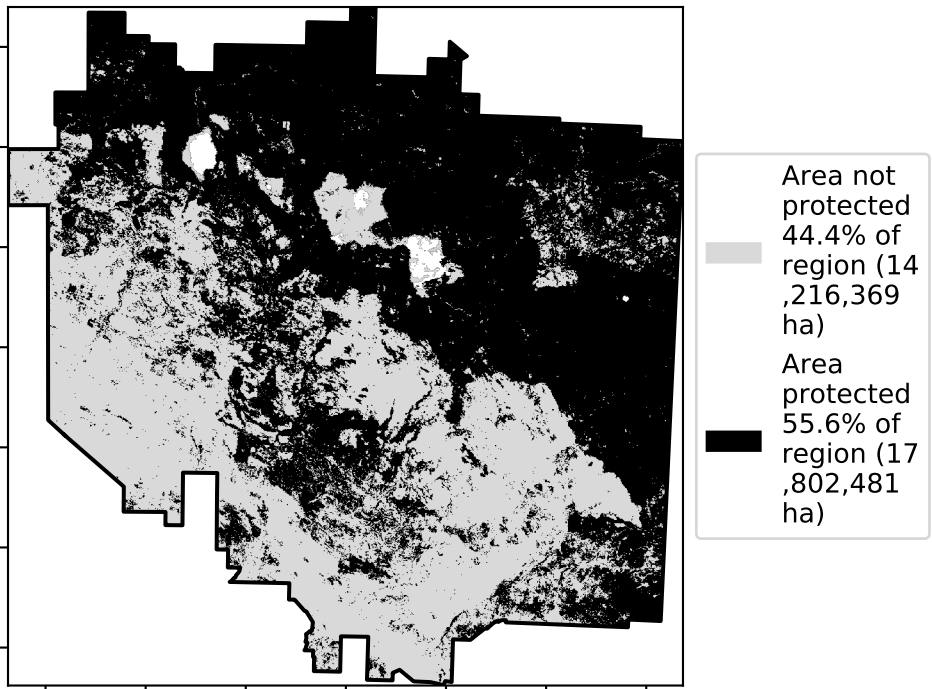 Area not
protected
44.4% of
region (14
,216,369
ha)
Area
protected
55.6% of
region (17
,802,481
ha)